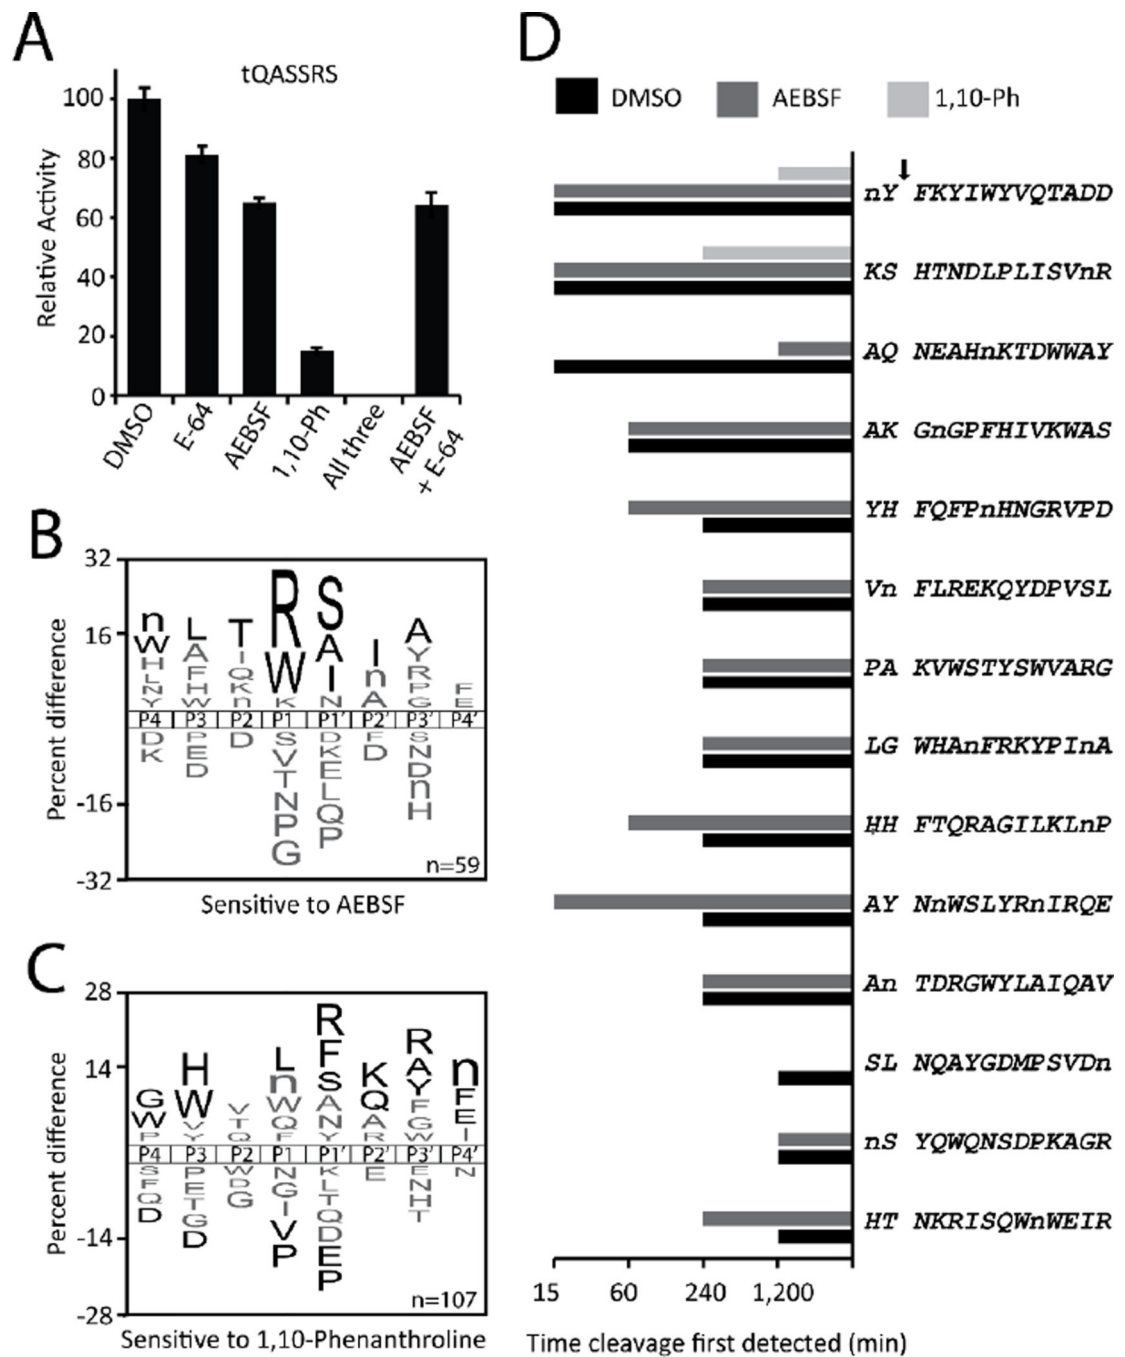 A
tQASSRS
Relative Activity
100
80
60
40
20
0
DMSO
E-64
AEBSF
1,10-Ph
All three
AEBSF
+ E-64
B
Percent difference
32
16
-16
-32
n W H L N Y
L A F H W
T I Q K n
R W K
S A I N
I n A
A Y R P G
F E
P4 P3 P2 P1 P1' P2' P3' P4'
D K
P E D
D
S V T N P G
D K E L Q P
F D
S N D n H
n=59
Sensitive to AEBSF
C
Percent difference
28
14
-14
-28
G W P
H W V Y
V T Q
L n W Q F
R F S A N Y
K Q A R
R A Y F G W
n F E I
P4 P3 P2 P1 P1' P2' P3' P4'
S F Q D
P E T G D
W D G
N G I V P
K L T Q D E P
E
E N H T
N
n=107
Sensitive to 1,10-Phenanthroline
D
DMSO AEBSF 1,10-Ph
nY FKYIWYVQTADD
KS HTNDLPLISVnR
AQ NEAHnKTDWWAY
AK GnGPFHIVKWAS
YH FQFPnHNGRVPD
Vn FLREKQYDPVSL
PA KVWSTYSWVARG
LG WHAnFRKYPInA
HH FTQRAGILKLnP
AY NnWSLYRnIRQE
An TDRGWYLAIQAV
SL NQAYGDMPSVDn
nS YQWQNSDPKAGR
HT NKRISQWnWEIR
15 60 240 1,200
Time cleavage first detected (min)